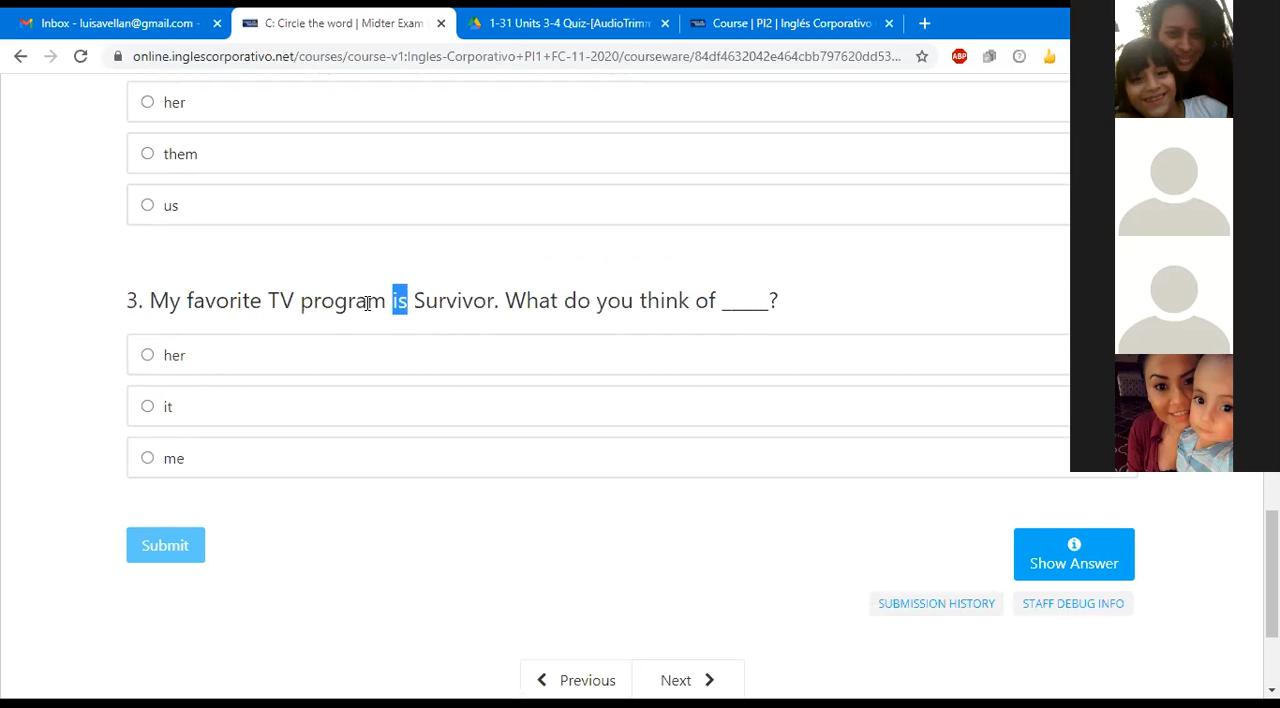 Inbox - luisavellan@gmail.com -
C: Circle the word | Midter Exam
1-31 Units 3-4 Quiz-[AudioTrimm
Course | PI2 | Inglés Corporativo
online.inglescorporativo.net/courses/course-v1:Ingles-Corporativo+PI1+FC-11-2020/courseware/84df4632042e464cbb797620dd53...
ABP
her
them
us
3. My favorite TV program is Survivor. What do you think of _____?
her
it
me
Submit
Show Answer
SUBMISSION HISTORY
STAFF DEBUG INFO
Previous
Next